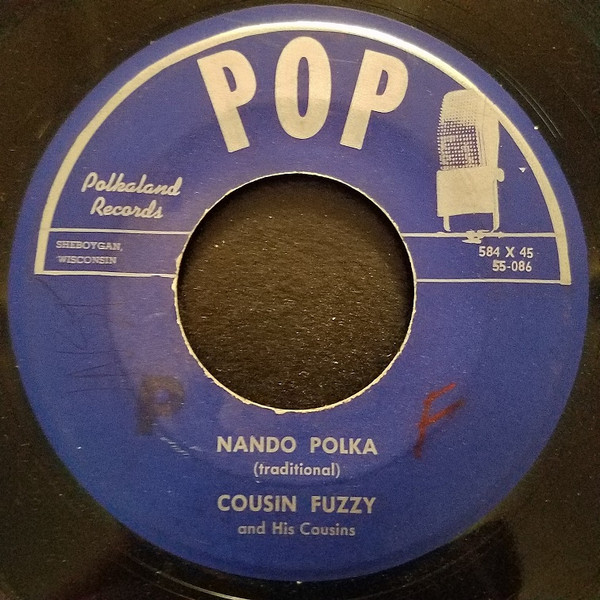 POP
Polkaland
Records
SHEBOYGAN,
WISCONSIN
584 X 45
55-086
P
F
NANDO POLKA
(traditional)
COUSIN FUZZY
and His Cousins